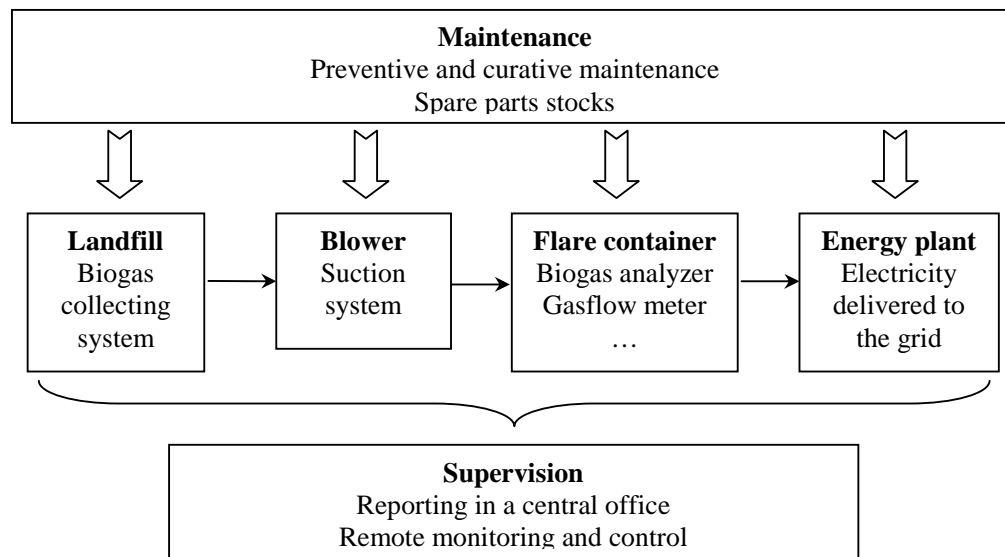 Maintenance
Preventive and curative maintenance
Spare parts stocks
Landfill
Biogas
collecting
system
Blower
Suction
system
Flare container
Biogas analyzer
Gasflow meter
…
Energy plant
Electricity
delivered to
the grid
Supervision
Reporting in a central office
Remote monitoring and control